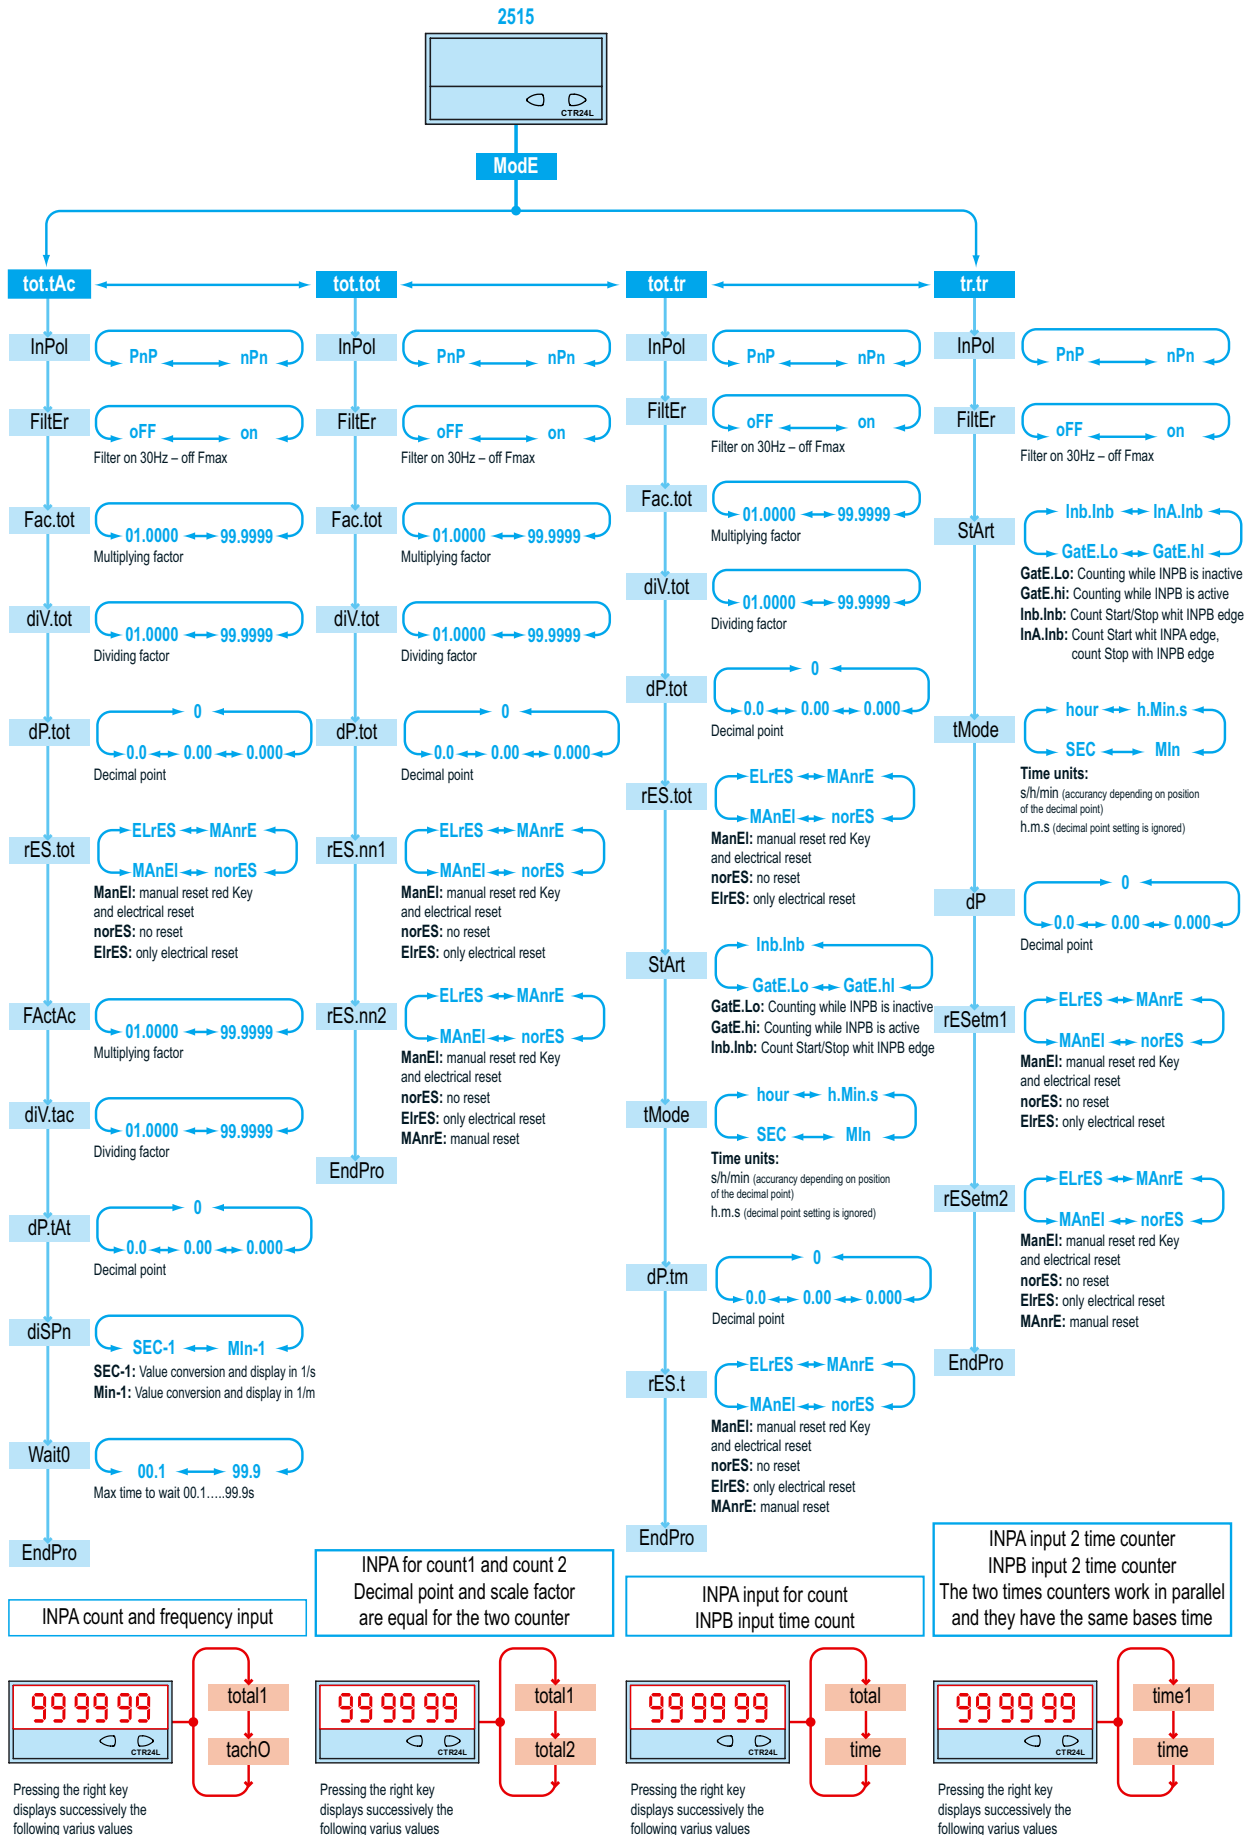 2515
CTR24L
ModE
tot.tAc
InPol
PnP nPn
FiltEr
oFF on
Filter on 30Hz – off Fmax
Fac.tot
01.0000 99.9999
Multiplying factor
diV.tot
01.0000 99.9999
Dividing factor
dP.tot
0
0.0 0.00 0.000
Decimal point
rES.tot
ELrES MAnrE
MAnEl norES
ManEl: manual reset red Key
and electrical reset
norES: no reset
ElrES: only electrical reset
FActAc
01.0000 99.9999
Multiplying factor
diV.tac
01.0000 99.9999
Dividing factor
dP.tAt
0
0.0 0.00 0.000
Decimal point
diSPn
SEC-1 MIn-1
SEC-1: Value conversion and display in 1/s
Min-1: Value conversion and display in 1/m
Wait0
00.1 99.9
Max time to wait 00.1.....99.9s
EndPro
INPA count and frequency input
999999
CTR24L
total1
tachO
Pressing the right key
displays successively the
following varius values
tot.tot
InPol
PnP nPn
FiltEr
oFF on
Filter on 30Hz – off Fmax
Fac.tot
01.0000 99.9999
Multiplying factor
diV.tot
01.0000 99.9999
Dividing factor
dP.tot
0
0.0 0.00 0.000
Decimal point
rES.nn1
ELrES MAnrE
MAnEl norES
ManEl: manual reset red Key
and electrical reset
norES: no reset
ElrES: only electrical reset
rES.nn2
ELrES MAnrE
MAnEl norES
ManEl: manual reset red Key
and electrical reset
norES: no reset
ElrES: only electrical reset
MAnrE: manual reset
EndPro
INPA for count1 and count 2
Decimal point and scale factor
are equal for the two counter
999999
CTR24L
total1
total2
Pressing the right key
displays successively the
following varius values
tot.tr
InPol
PnP nPn
FiltEr
oFF on
Filter on 30Hz – off Fmax
Fac.tot
01.0000 99.9999
Multiplying factor
diV.tot
01.0000 99.9999
Dividing factor
dP.tot
0
0.0 0.00 0.000
Decimal point
rES.tot
ELrES MAnrE
MAnEl norES
ManEl: manual reset red Key
and electrical reset
norES: no reset
ElrES: only electrical reset
StArt
Inb.Inb
GatE.Lo GatE.hI
GatE.Lo: Counting while INPB is inactive
GatE.hi: Counting while INPB is active
Inb.Inb: Count Start/Stop whit INPB edge
tMode
hour h.Min.s
SEC MIn
Time units:
s/h/min (accurancy depending on position
of the decimal point)
h.m.s (decimal point setting is ignored)
dP.tm
0
0.0 0.00 0.000
Decimal point
rES.t
ELrES MAnrE
MAnEl norES
ManEl: manual reset red Key
and electrical reset
norES: no reset
ElrES: only electrical reset
MAnrE: manual reset
EndPro
INPA input for count
INPB input time count
999999
CTR24L
total
time
Pressing the right key
displays successively the
following varius values
tr.tr
InPol
PnP nPn
FiltEr
oFF on
Filter on 30Hz – off Fmax
StArt
Inb.Inb InA.Inb
GatE.Lo GatE.hI
GatE.Lo: Counting while INPB is inactive
GatE.hi: Counting while INPB is active
Inb.Inb: Count Start/Stop whit INPB edge
InA.Inb: Count Start whit INPA edge,
count Stop with INPB edge
tMode
hour h.Min.s
SEC MIn
Time units:
s/h/min (accurancy depending on position
of the decimal point)
h.m.s (decimal point setting is ignored)
dP
0
0.0 0.00 0.000
Decimal point
rESetm1
ELrES MAnrE
MAnEl norES
ManEl: manual reset red Key
and electrical reset
norES: no reset
ElrES: only electrical reset
rESetm2
ELrES MAnrE
MAnEl norES
ManEl: manual reset red Key
and electrical reset
norES: no reset
ElrES: only electrical reset
MAnrE: manual reset
EndPro
INPA input 2 time counter
INPB input 2 time counter
The two times counters work in parallel
and they have the same bases time
999999
CTR24L
time1
time
Pressing the right key
displays successively the
following varius values